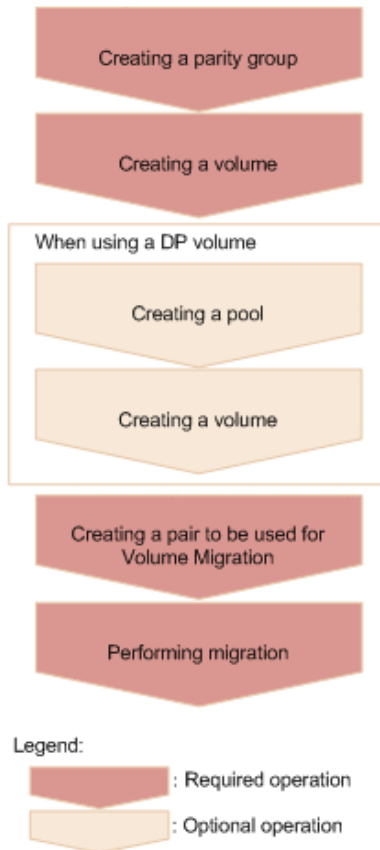 Creating a parity group
Creating a volume
When using a DP volume
Creating a pool
Creating a volume
Creating a pair to be used for
Volume Migration
Performing migration
Legend:
: Required operation
: Optional operation